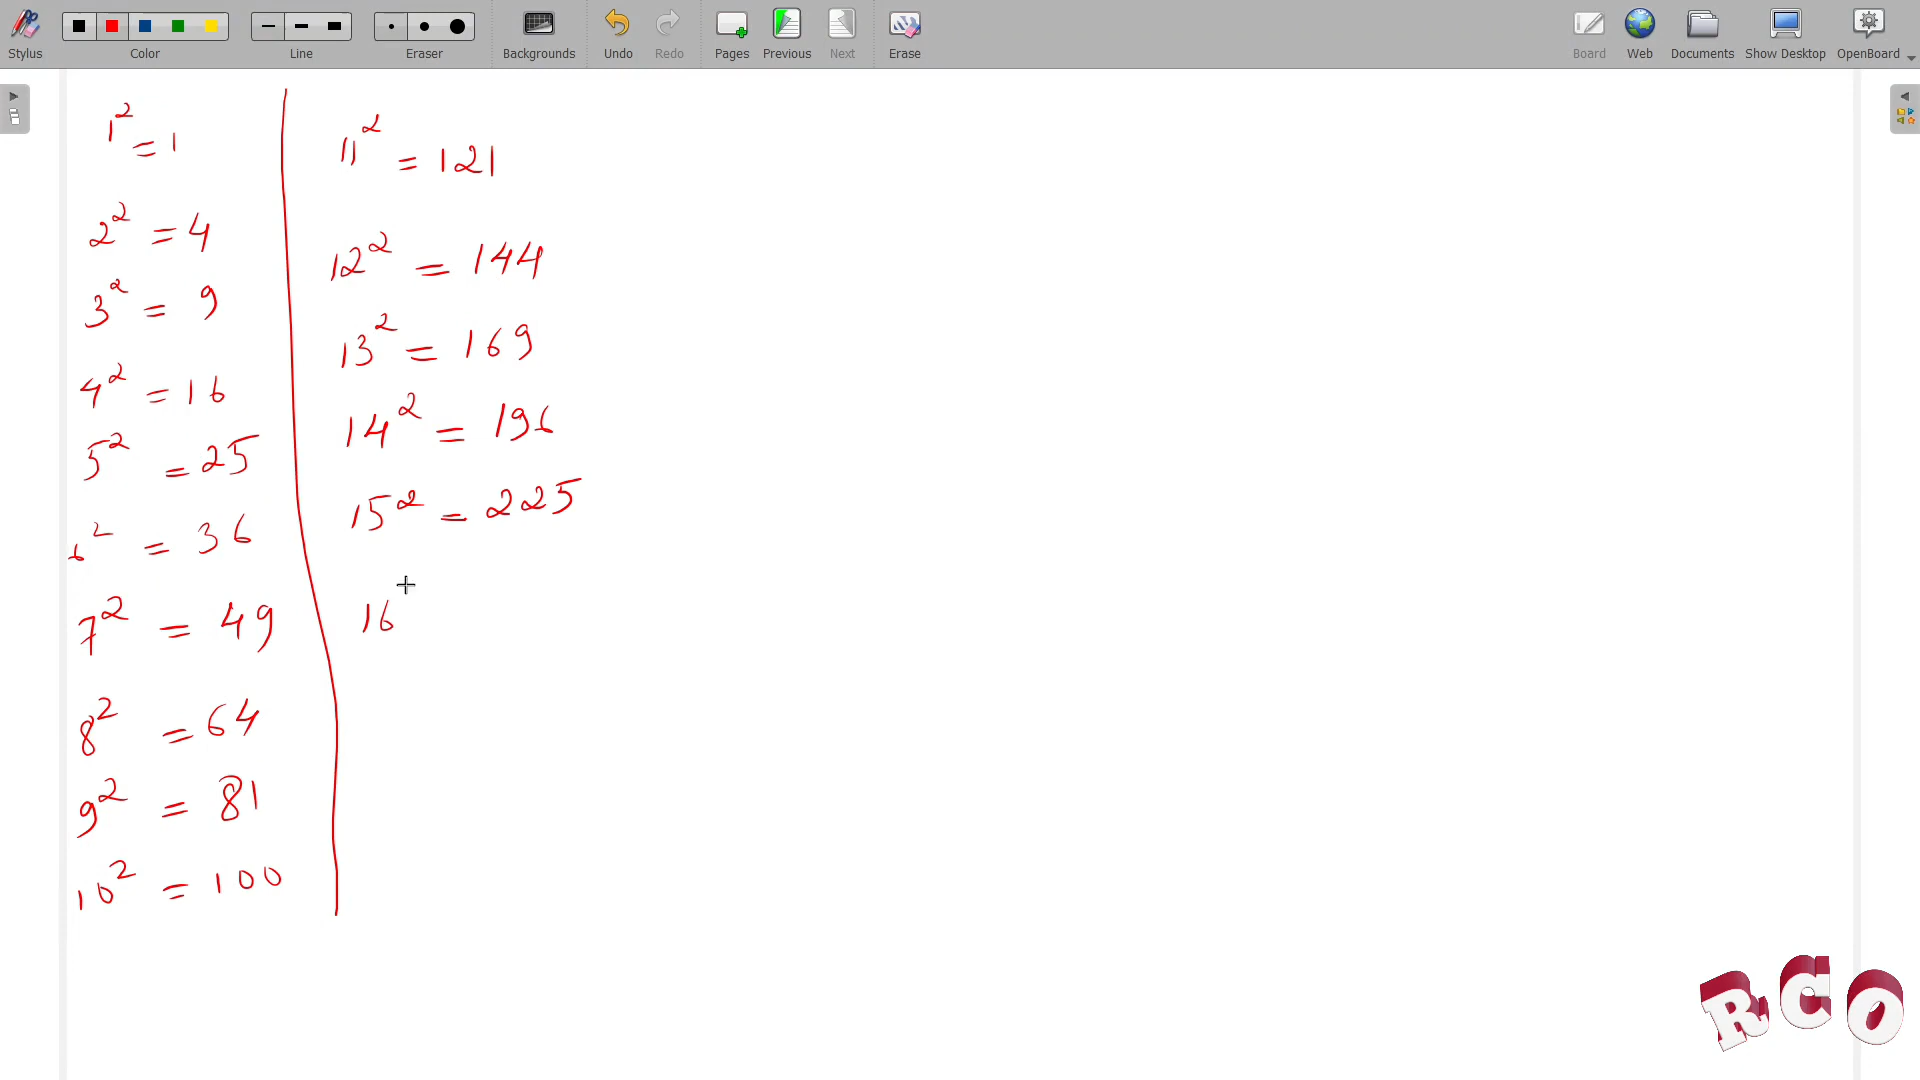 Stylus Color Line Eraser Backgrounds Undo Redo Pages Previous Next Erase Board Web Documents Show Desktop OpenBoard
1² = 1
2² = 4
3² = 9
4² = 16
5² = 25
6² = 36
7² = 49
8² = 64
9² = 81
10² = 100
11² = 121
12² = 144
13² = 169
14² = 196
15² = 225
16
RCO